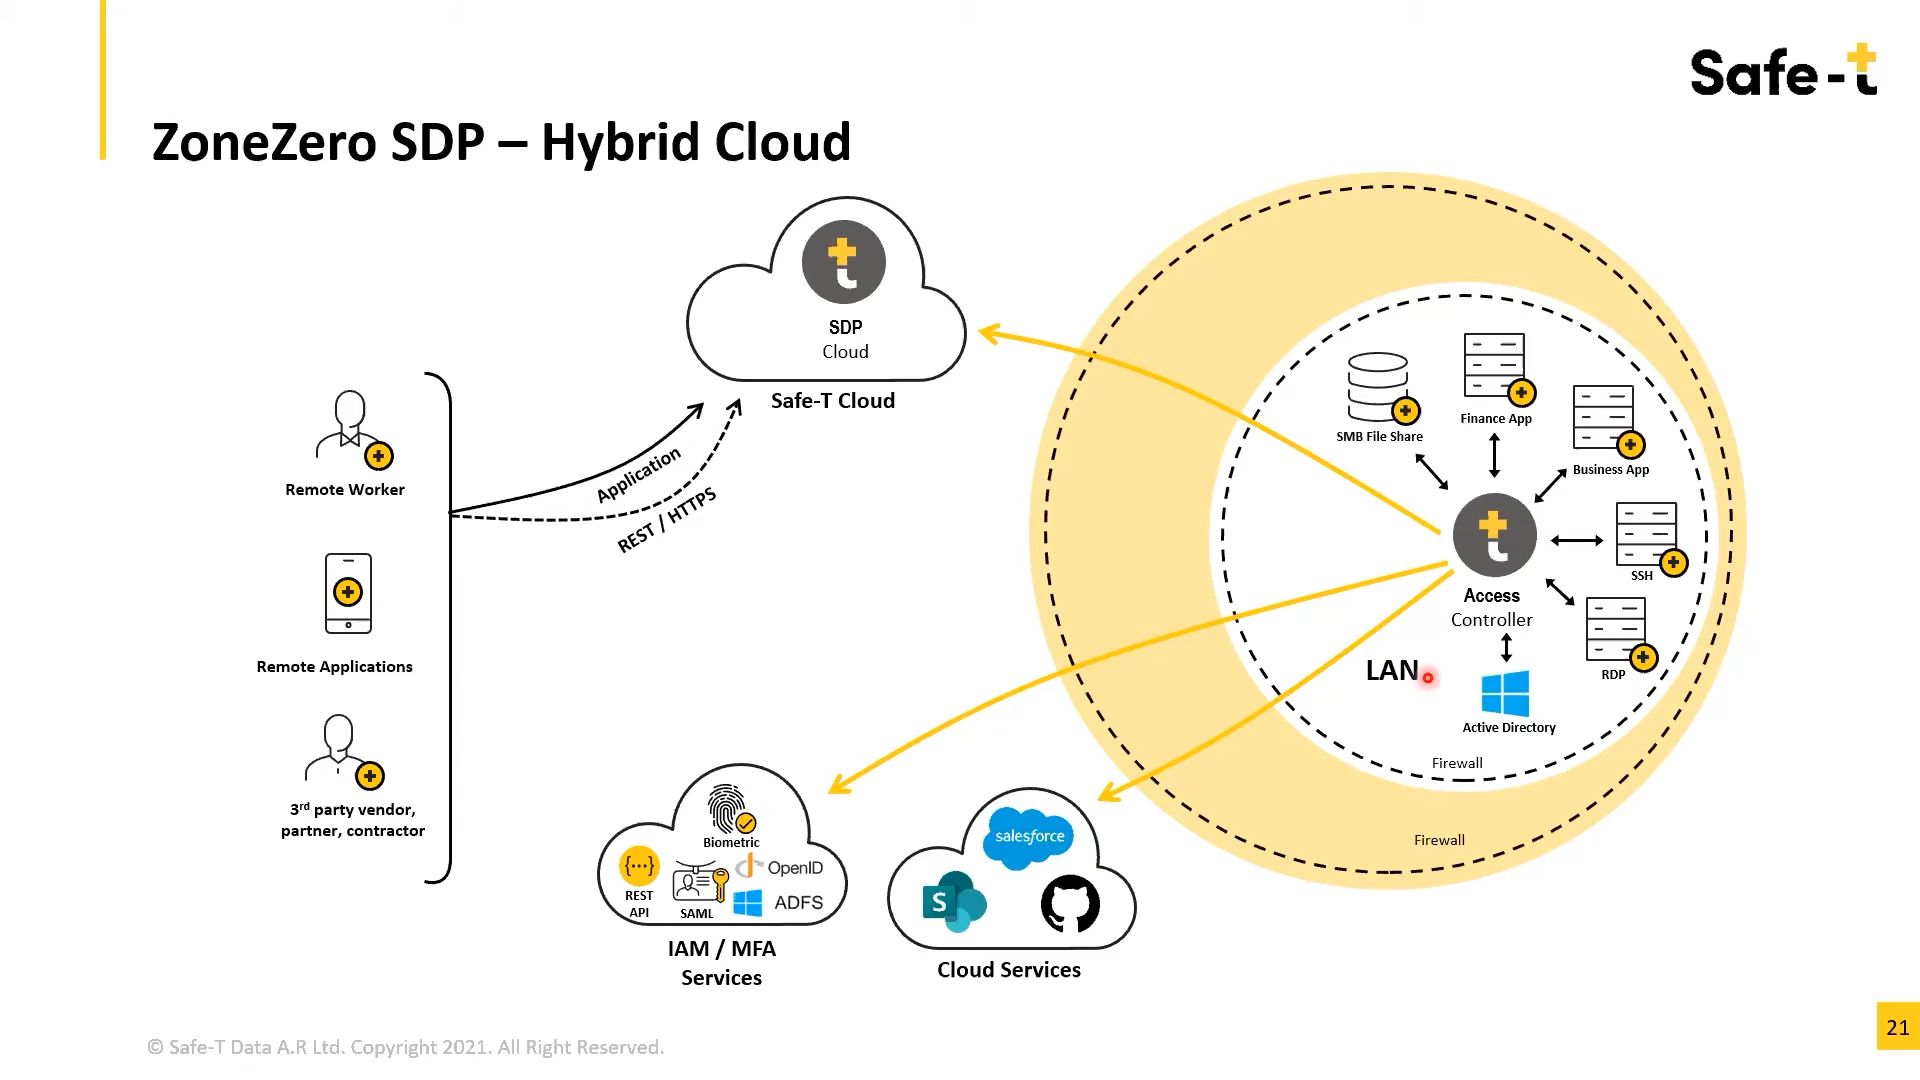 Safe-t
ZoneZero SDP – Hybrid Cloud
SDP
Cloud
Safe-T Cloud
Application
REST / HTTPS
Remote Worker
Remote Applications
3rd party vendor,
partner, contractor
SMB File Share
Finance App
Business App
SSH
RDP
Access
Controller
LAN
Active Directory
Firewall
Firewall
Biometric
{...}
REST
API
SAML
OpenID
ADFS
IAM / MFA
Services
salesforce
S
Cloud Services
© Safe-T Data A.R Ltd. Copyright 2021. All Right Reserved.
21